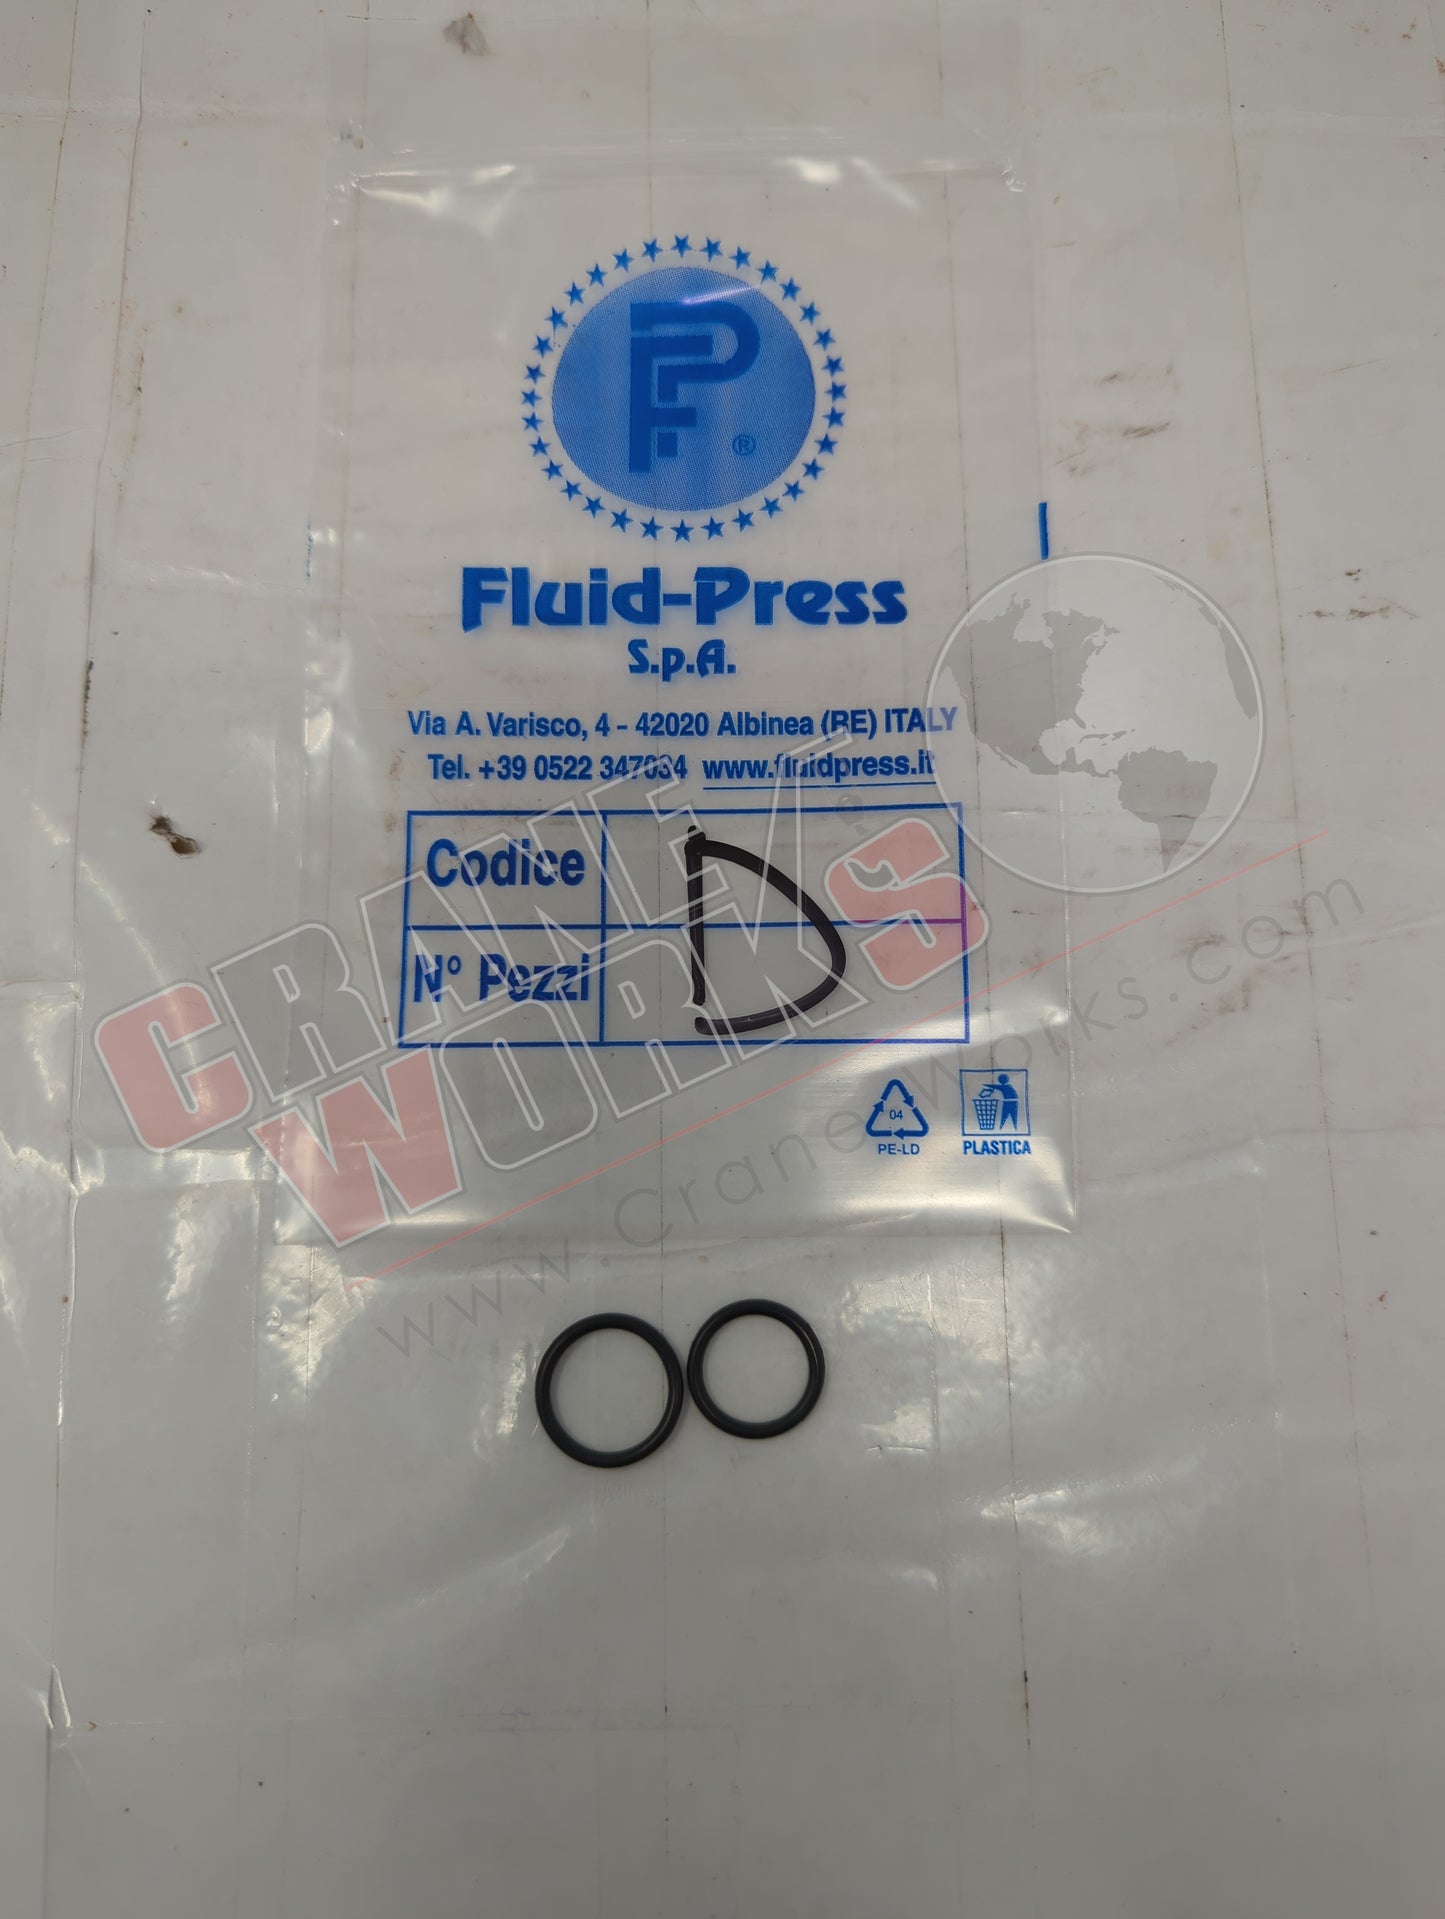 FP ®
Fluid-Press
S.p.A.
Via A. Varisco, 4 - 42020 Albinea (RE) ITALY
Tel. +39 0522 347034 www.fluidpress.it
Codice
D
N° Pezzi
04
PE-LD
PLASTICA
CRANE
WORKS
www.CraneWorks.com